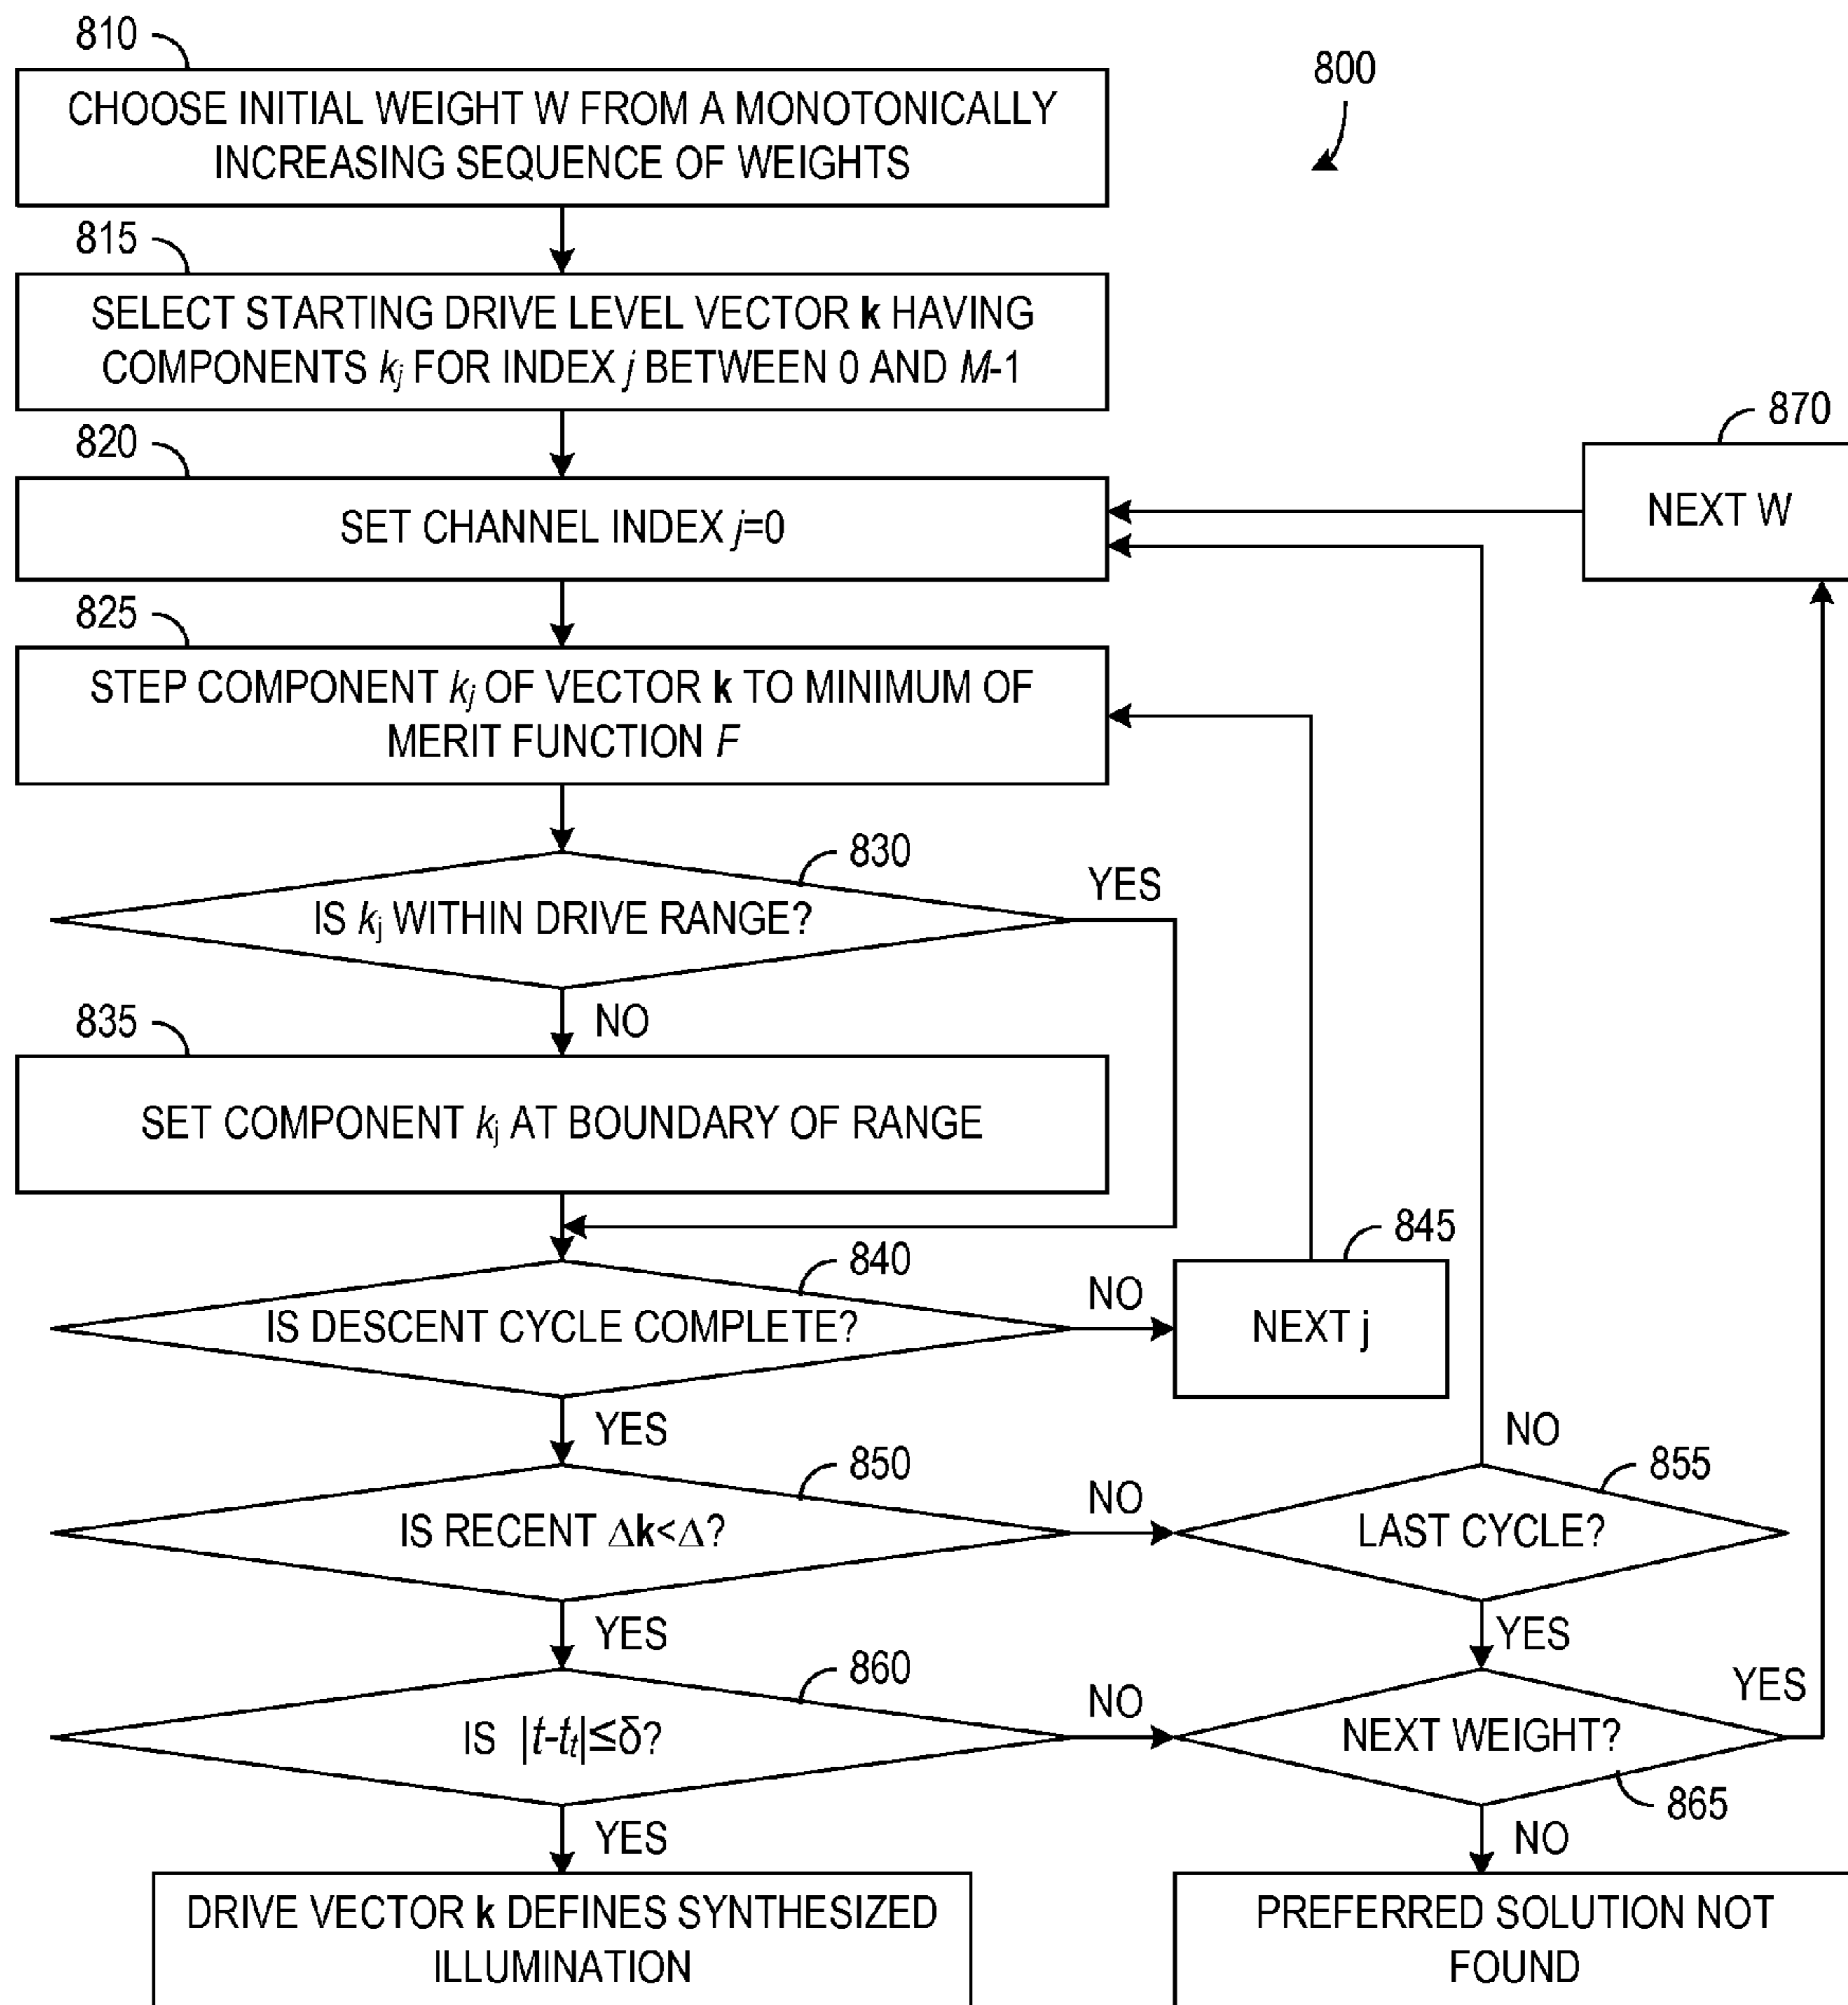 810
800
CHOOSE INITIAL WEIGHT W FROM A MONOTONICALLY
INCREASING SEQUENCE OF WEIGHTS
815
SELECT STARTING DRIVE LEVEL VECTOR k HAVING
COMPONENTS kj FOR INDEX j BETWEEN 0 AND M-1
820
870
SET CHANNEL INDEX j=0
NEXT W
825
STEP COMPONENT kj OF VECTOR k TO MINIMUM OF
MERIT FUNCTION F
830
YES
IS kj WITHIN DRIVE RANGE?
835
NO
SET COMPONENT kj AT BOUNDARY OF RANGE
840
845
NO
IS DESCENT CYCLE COMPLETE?
NEXT j
YES
NO
850
855
NO
IS RECENT Δk<Δ?
LAST CYCLE?
YES
YES
860
NO
YES
IS |t-tt|≤δ?
NEXT WEIGHT?
865
YES
NO
DRIVE VECTOR k DEFINES SYNTHESIZED
ILLUMINATION
PREFERRED SOLUTION NOT
FOUND